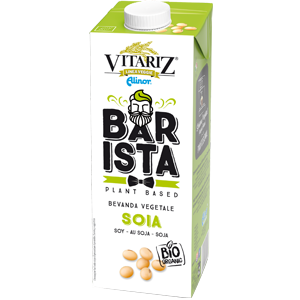 VITARIZ
Alinor
BAR
ISTA
PLANT BASED
BEVANDA VEGETALE
SOIA
SOY - AU SOJA - SOJA
BIO
ORGANIC